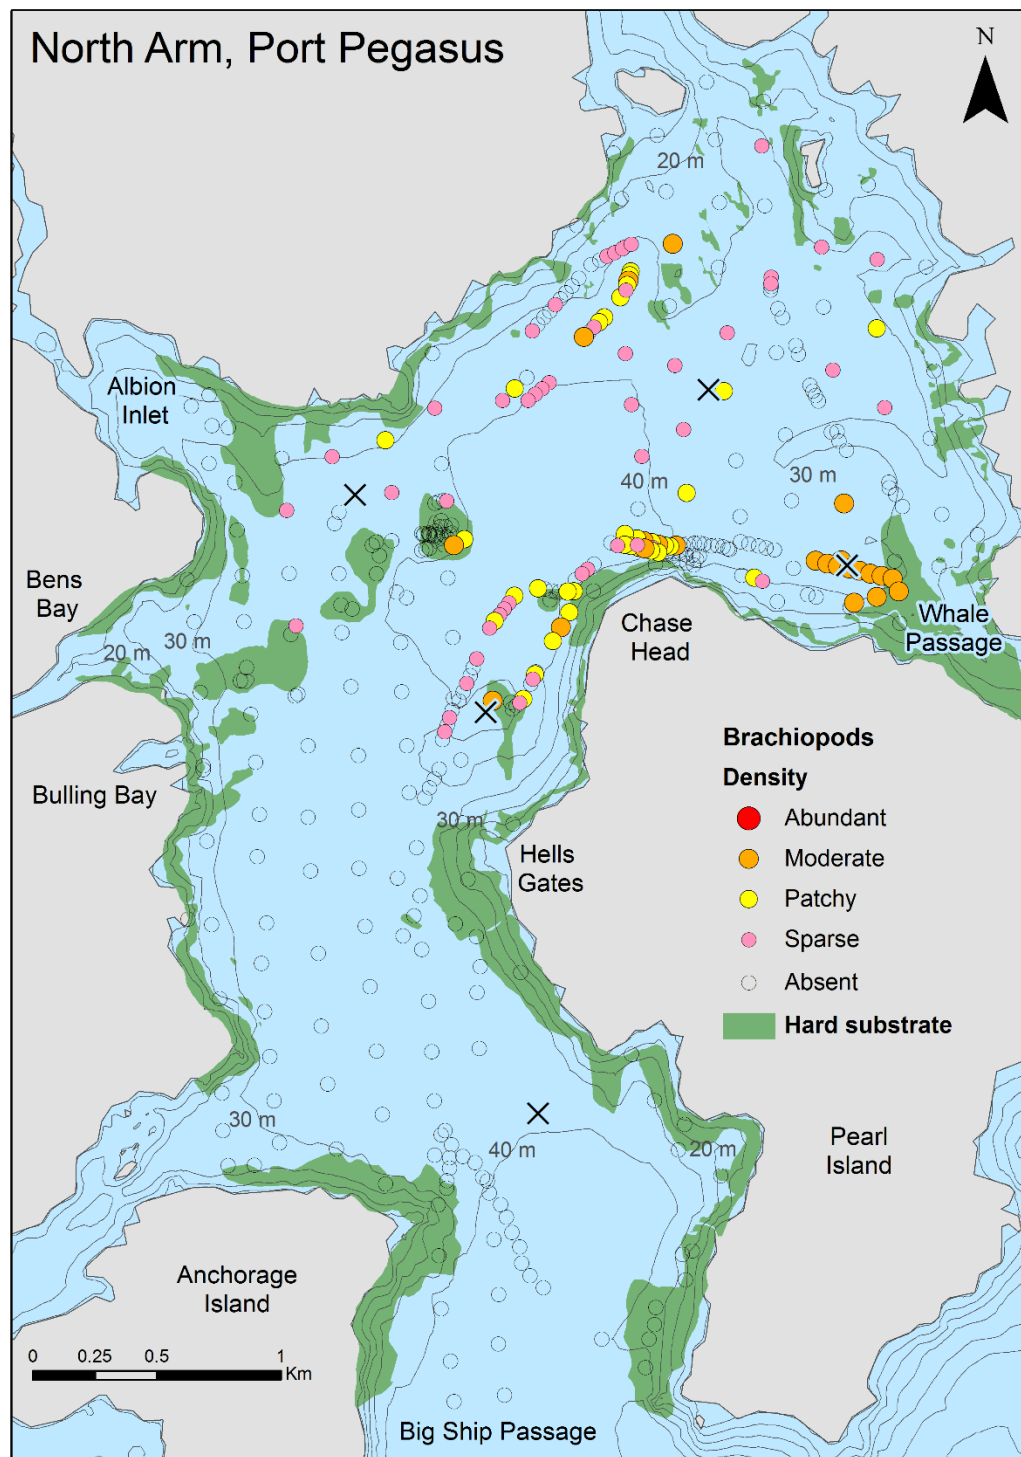 North Arm, Port Pegasus
N
20 m
Albion
Inlet
40 m
30 m
Bens
Bay
30 m
20 m
Chase
Head
Whale
Passage
Bulling Bay
30 m
Hells
Gates
Brachiopods
Density
Abundant
Moderate
Patchy
Sparse
Absent
Hard substrate
30 m
40 m
20 m
Pearl
Island
Anchorage
Island
0 0.25 0.5 1
Km
Big Ship Passage